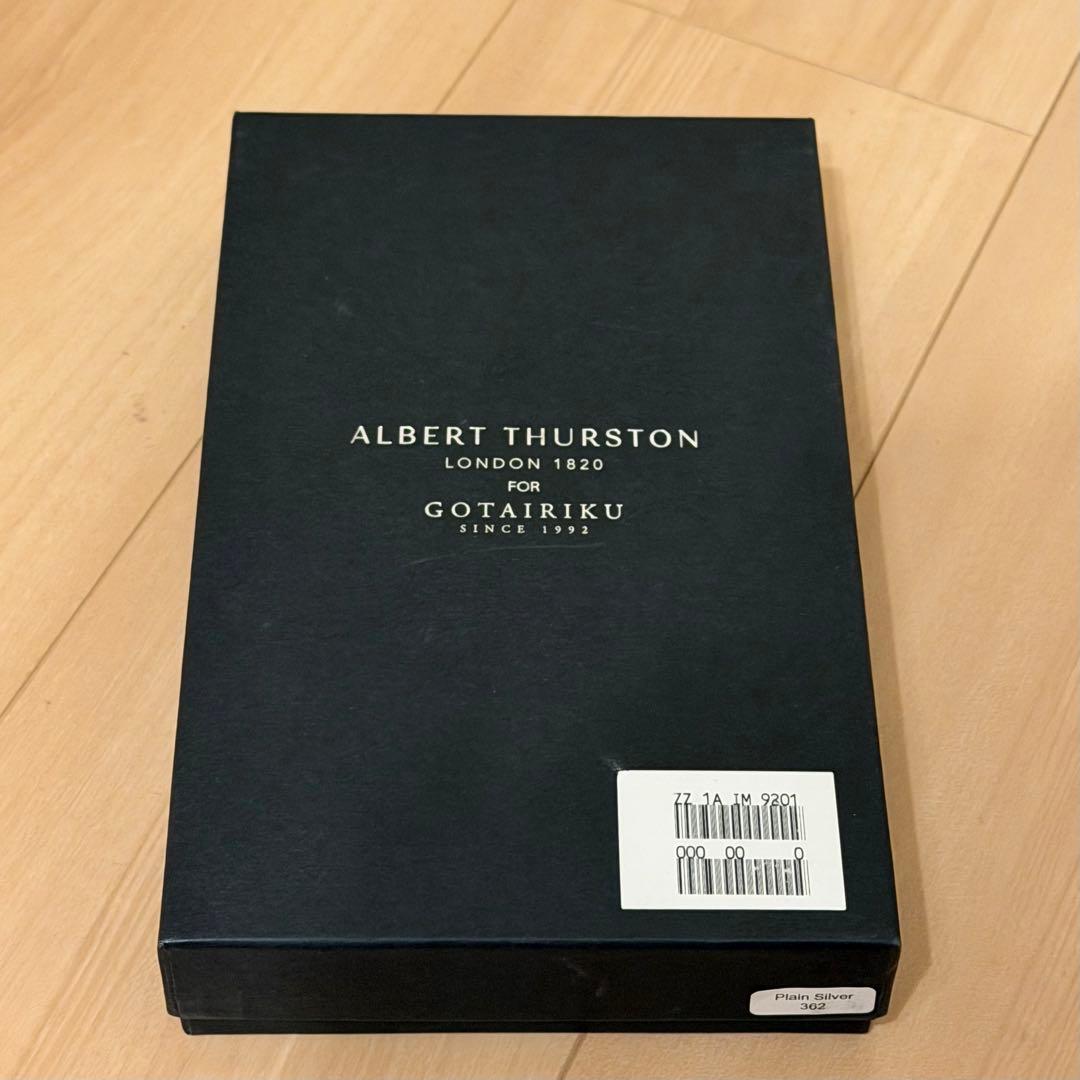 ALBERT THURSTON
LONDON 1820
FOR
GOTAIRIKU
SINCE 1992
ZZ 1A IM 9201
000 00 0
Plain Silver
362